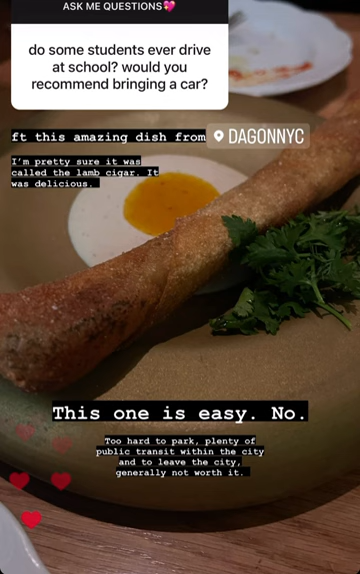 ASK ME QUESTIONS💖
do some students ever drive
at school? would you
recommend bringing a car?
ft this amazing dish from DAGONNYC
I'm pretty sure it was
called the lamb cigar. It
was delicious.
This one is easy. No.
Too hard to park, plenty of
public transit within the city
and to leave the city,
generally not worth it.